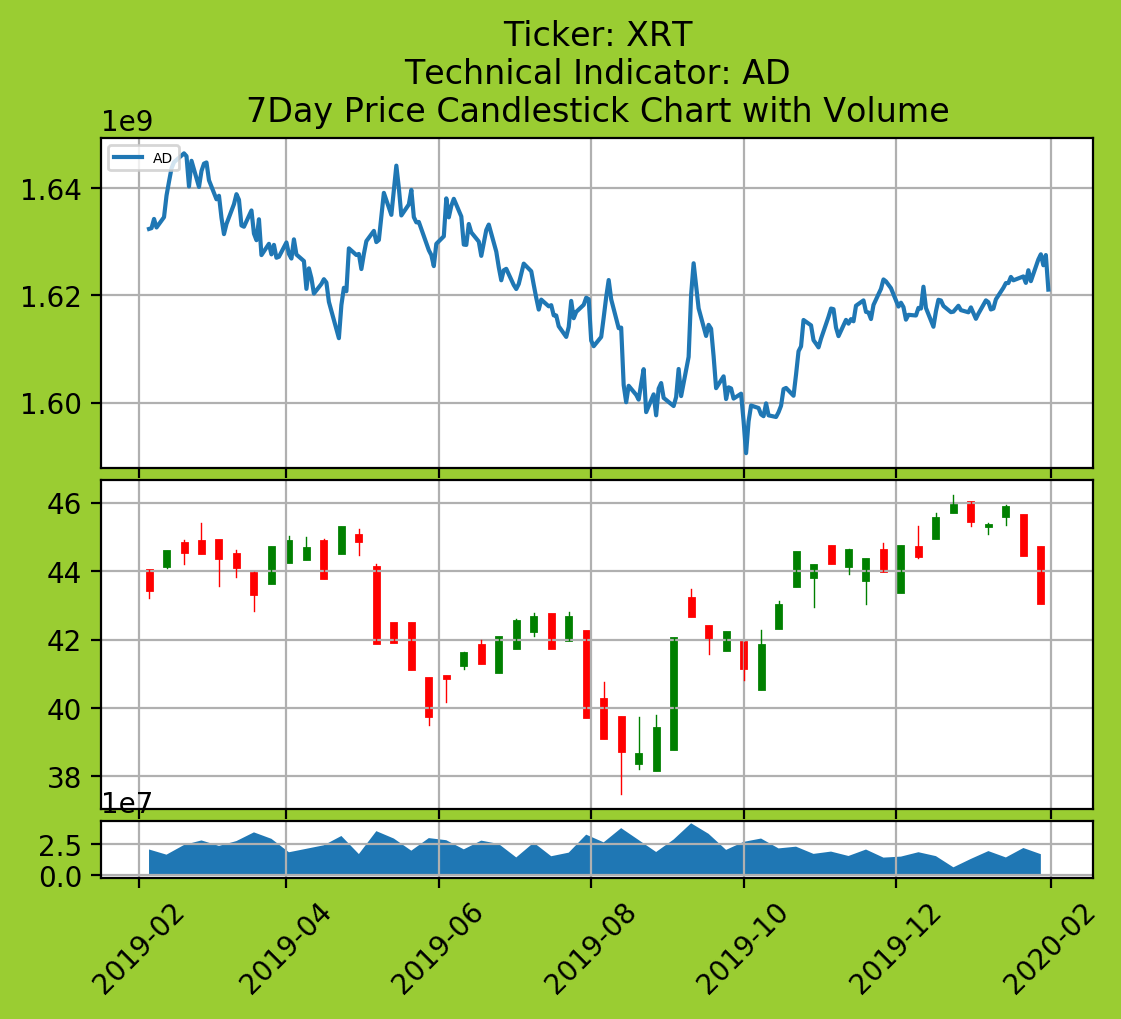 Ticker: XRT
Technical Indicator: AD
7Day Price Candlestick Chart with Volume
1e9
AD
1.64
1.62
1.60
46
44
42
40
38
1e7
2.5
0.0
2019-02
2019-04
2019-06
2019-08
2019-10
2019-12
2020-02